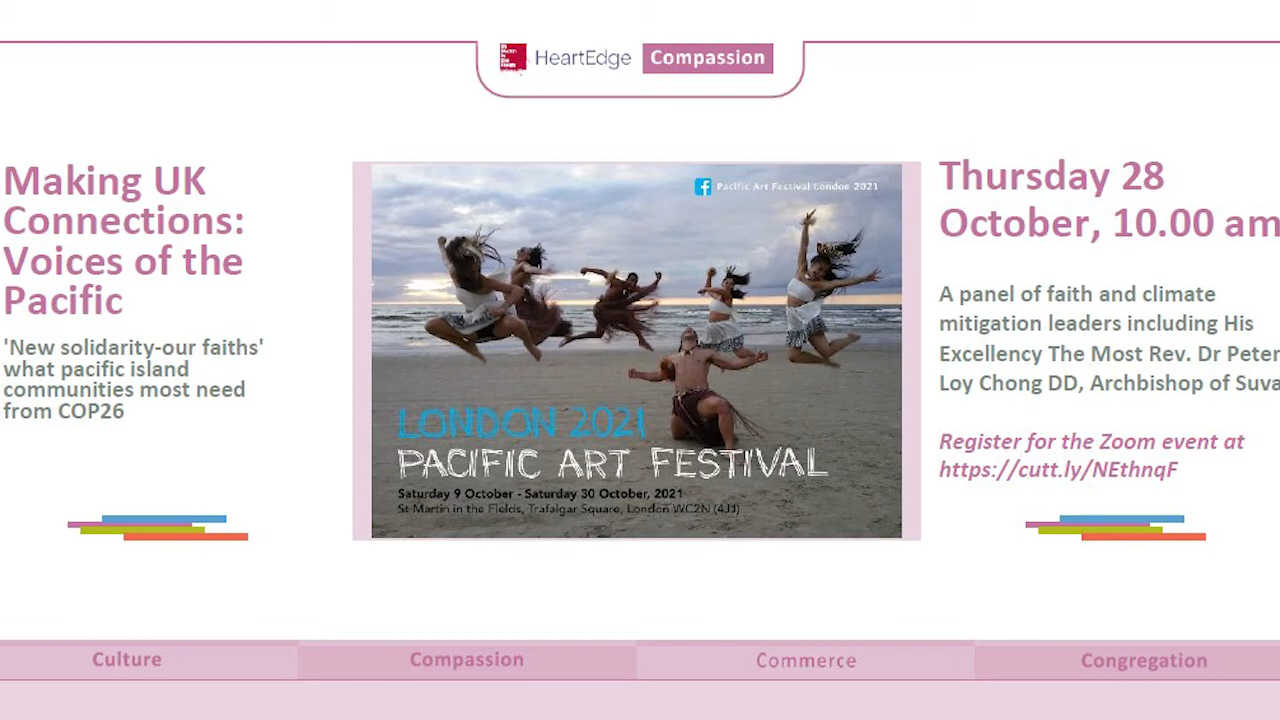 HeartEdge Compassion
Making UK
Connections:
Voices of the
Pacific
'New solidarity-our faiths'
what pacific island
communities most need
from COP26
Pacific Art Festival London 2021
LONDON 2021
PACIFIC ART FESTIVAL
Saturday 9 October - Saturday 30 October, 2021
St Martin in the Fields, Trafalgar Square, London WC2N (4JJ)
Thursday 28
October, 10.00 am
A panel of faith and climate
mitigation leaders including His
Excellency The Most Rev. Dr Peter
Loy Chong DD, Archbishop of Suva
Register for the Zoom event at
https://cutt.ly/NEthnqF
Culture
Compassion
Commerce
Congregation